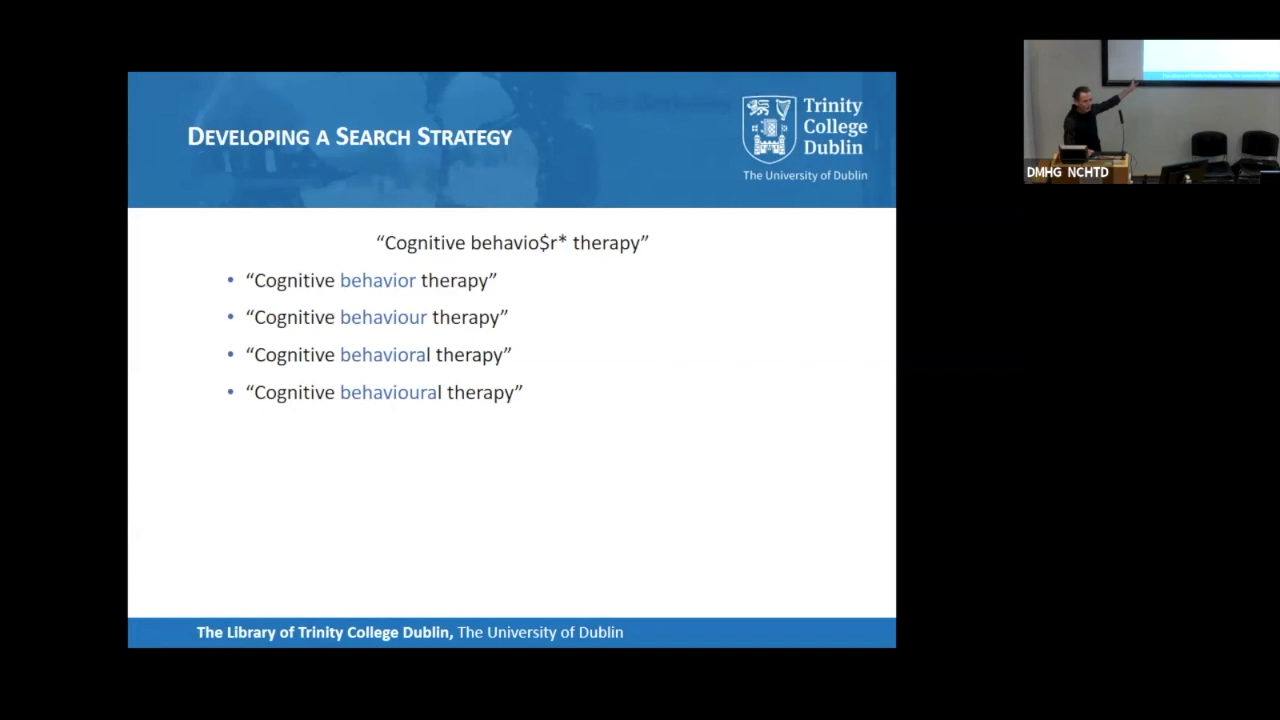 DEVELOPING A SEARCH STRATEGY
Trinity
College
Dublin
The University of Dublin
“Cognitive behavio$r* therapy”
• “Cognitive behavior therapy”
• “Cognitive behaviour therapy”
• “Cognitive behavioral therapy”
• “Cognitive behavioural therapy”
The Library of Trinity College Dublin, The University of Dublin
DMHG NCHTD